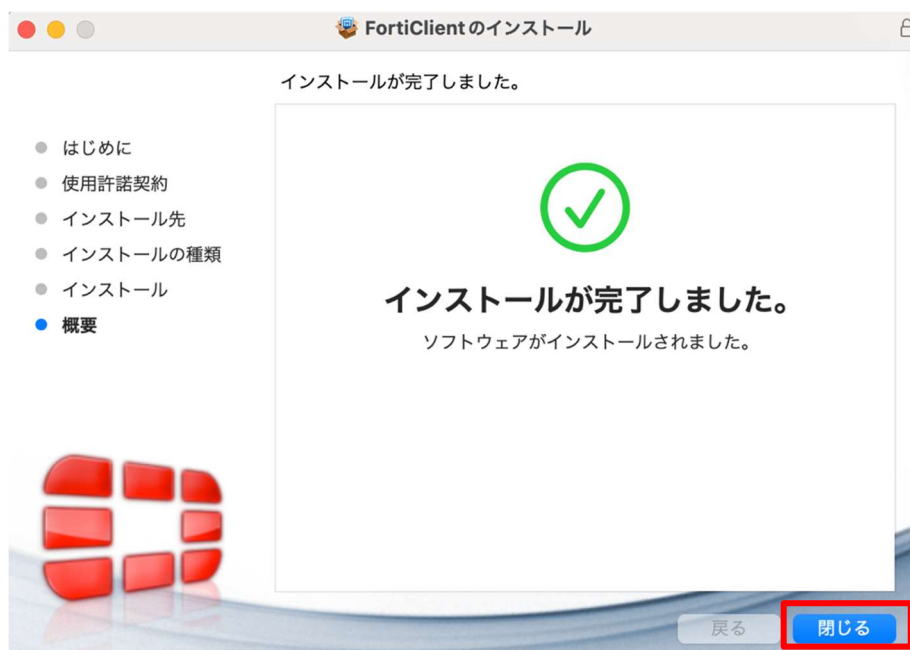 FortiClientのインストール
インストールが完了しました。
はじめに
使用許諾契約
インストール先
インストールの種類
インストール
概要
インストールが完了しました。
ソフトウェアがインストールされました。
戻る
閉じる